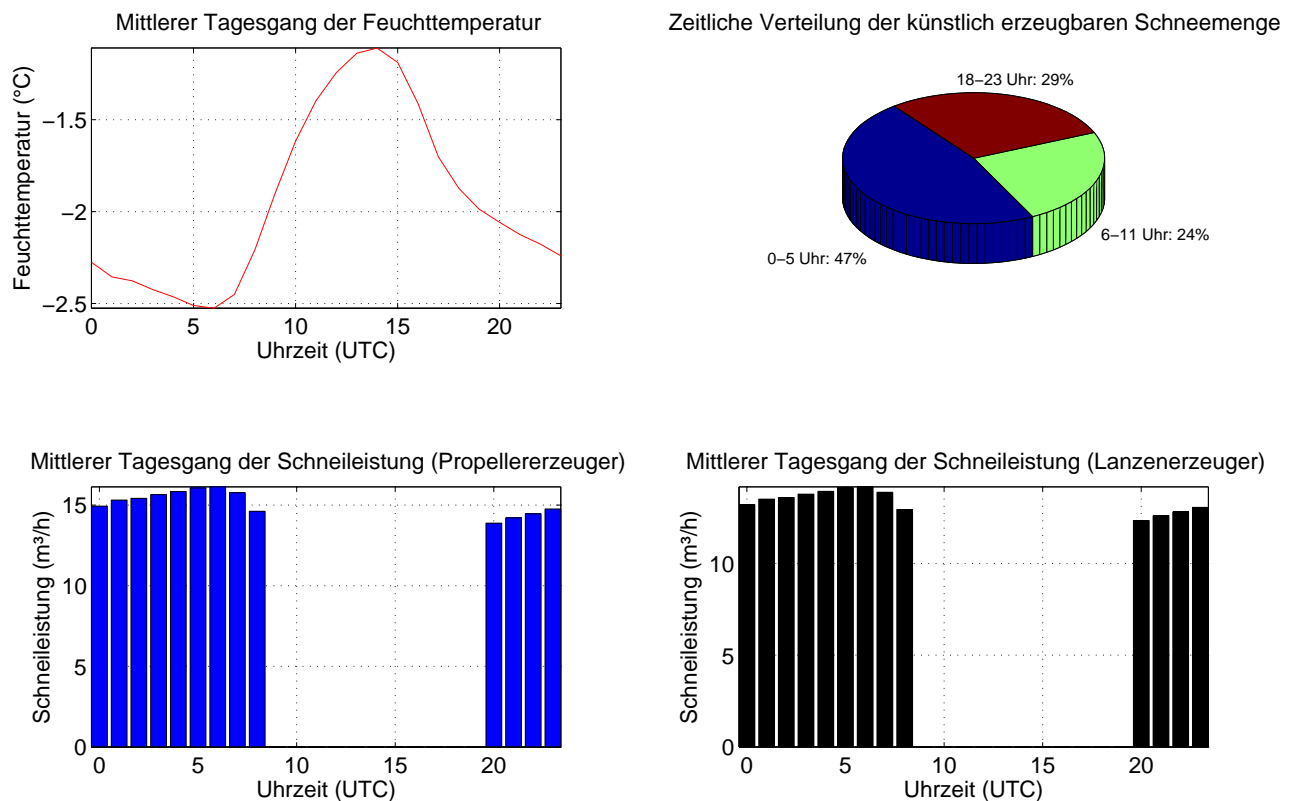 Mittlerer Tagesgang der Feuchttemperatur
Feuchttemperatur (°C)
−1.5
−2
−2.5
0 5 10 15 20
Uhrzeit (UTC)
Zeitliche Verteilung der künstlich erzeugbaren Schneemenge
18−23 Uhr: 29%
6−11 Uhr: 24%
0−5 Uhr: 47%
Mittlerer Tagesgang der Schneileistung (Propellererzeuger)
Schneileistung (m³/h)
15
10
5
0
0 5 10 15 20
Uhrzeit (UTC)
Mittlerer Tagesgang der Schneileistung (Lanzenerzeuger)
Schneileistung (m³/h)
10
5
0
0 5 10 15 20
Uhrzeit (UTC)